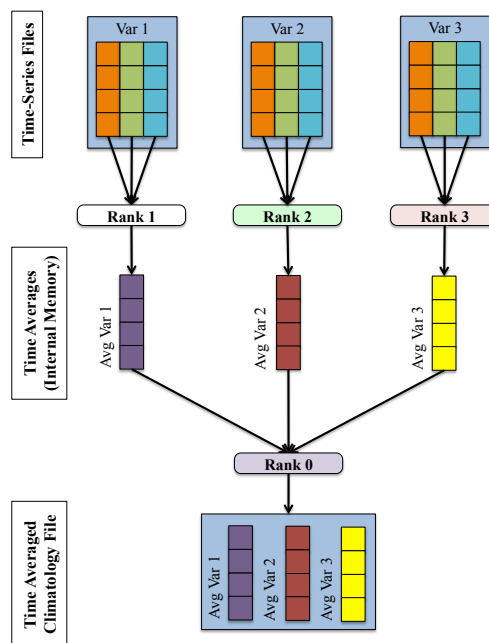 Time-Series Files
Var 1
Var 2
Var 3
Rank 1
Rank 2
Rank 3
Time Averages
(Internal Memory)
Avg Var 1
Avg Var 2
Avg Var 3
Rank 0
Time Averaged
Climatology File
Avg Var 1
Avg Var 2
Avg Var 3